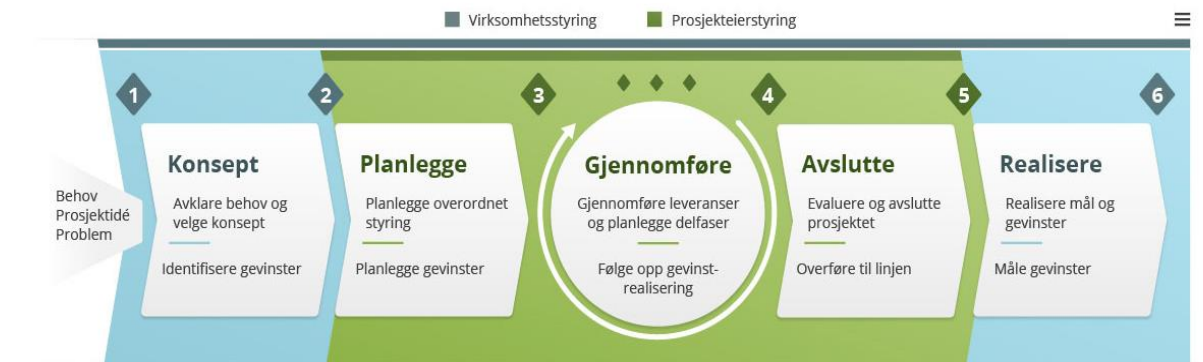 Virksomhetsstyring
Prosjekteierstyring
1
2
3
4
5
6
Behov
Prosjektidé
Problem
Konsept
Avklare behov og
velge konsept
Identifisere gevinster
Planlegge
Planlegge overordnet
styring
Planlegge gevinster
Gjennomføre
Gjennomføre leveranser
og planlegge delfaser
Følge opp gevinst-
realisering
Avslutte
Evaluere og avslutte
prosjektet
Overføre til linjen
Realisere
Realisere mål og
gevinster
Måle gevinster